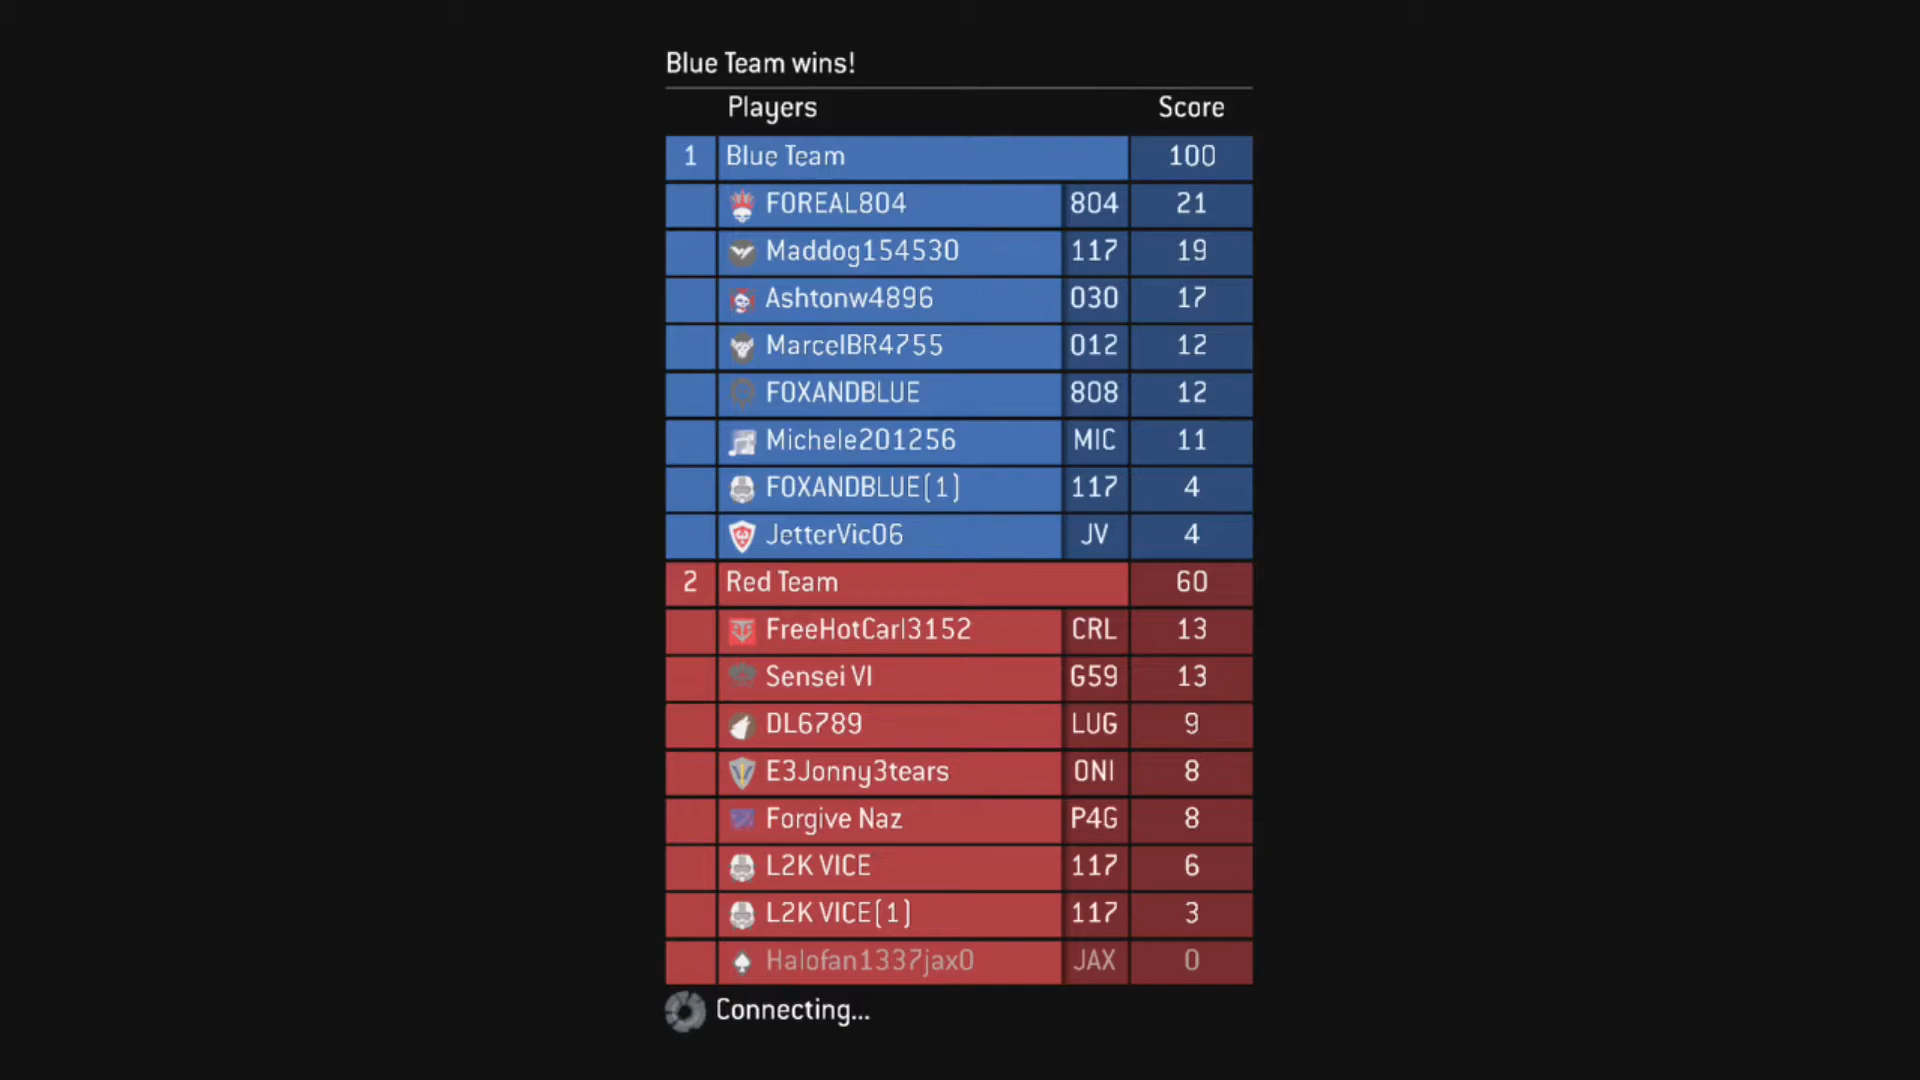 Blue Team wins!
Players Score
1 Blue Team 100
FOREAL804 804 21
Maddog154530 117 19
Ashtonw4896 030 17
MarcelBR4755 012 12
FOXANDBLUE 808 12
Michele201256 MIC 11
FOXANDBLUE(1) 117 4
JetterVic06 JV 4
2 Red Team 60
FreeHotCarl3152 CRL 13
Sensei VI G59 13
DL6789 LUG 9
E3Jonny3tears ONI 8
Forgive Naz P4G 8
L2K VICE 117 6
L2K VICE(1) 117 3
Halofan1337jax0 JAX 0
Connecting...